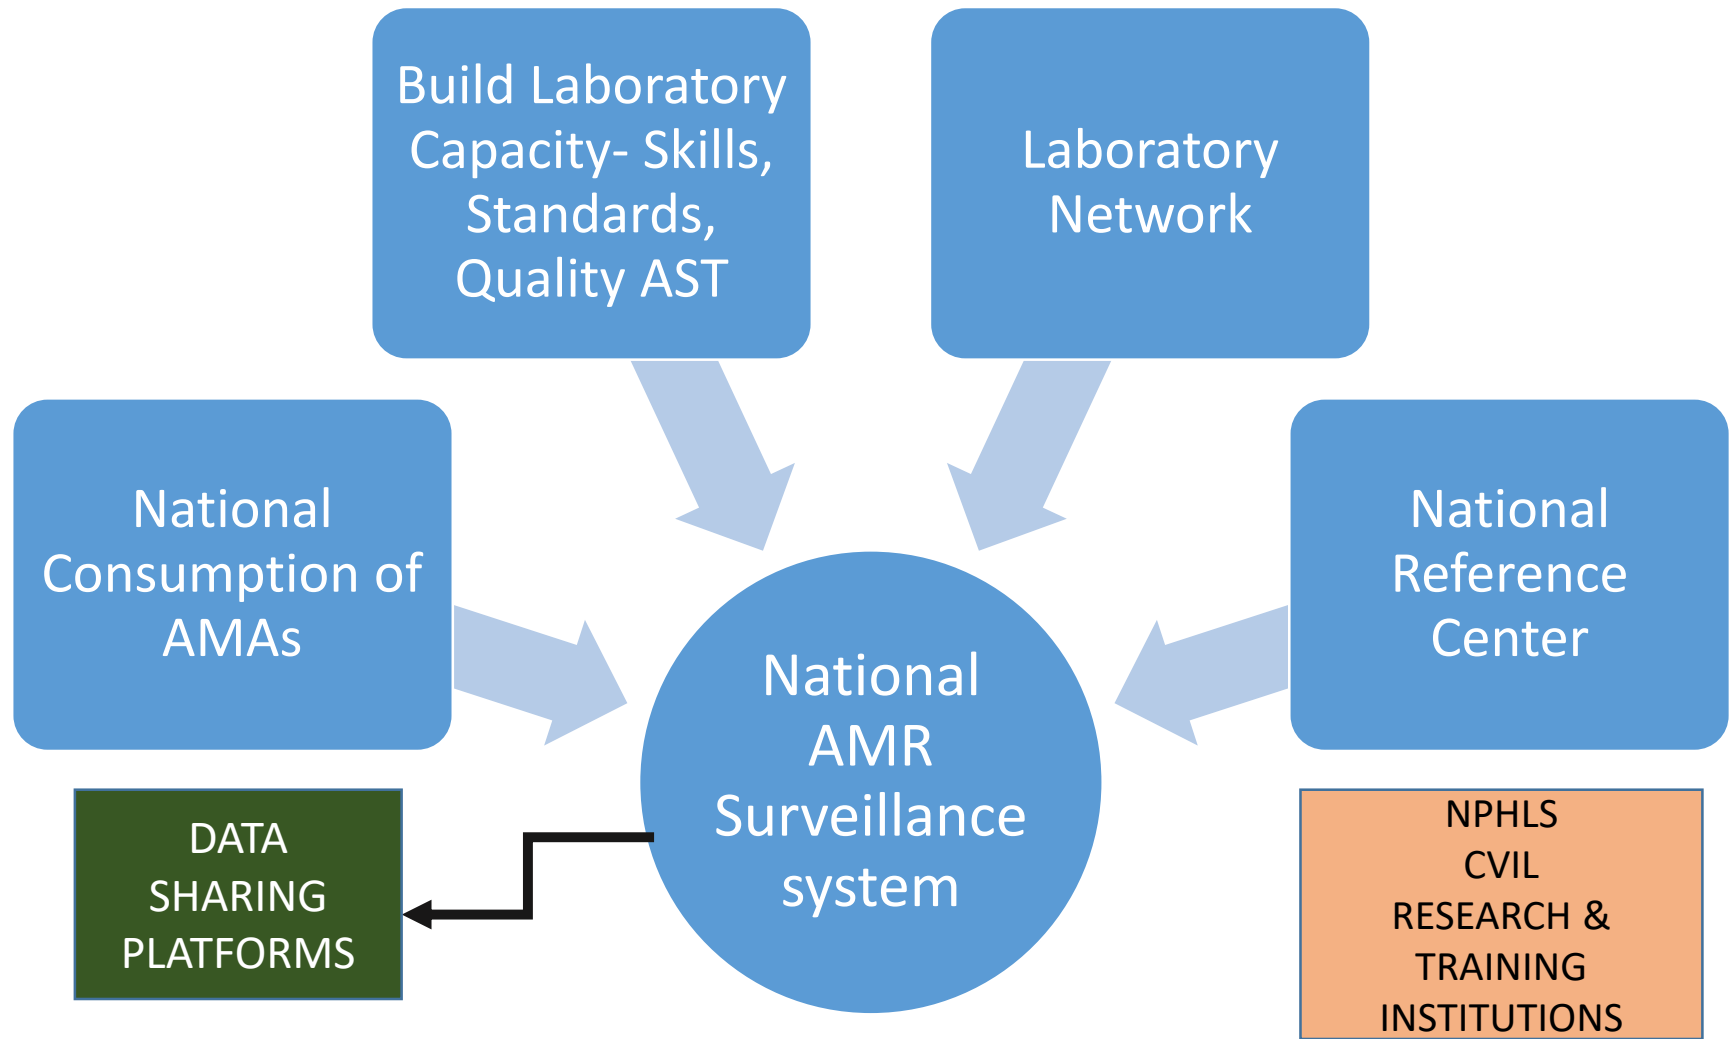 Build Laboratory
Capacity- Skills,
Standards,
Quality AST
Laboratory
Network
National
Consumption of
AMAs
National
Reference
Center
National
AMR
Surveillance
system
DATA
SHARING
PLATFORMS
NPHLS
CVIL
RESEARCH &
TRAINING
INSTITUTIONS